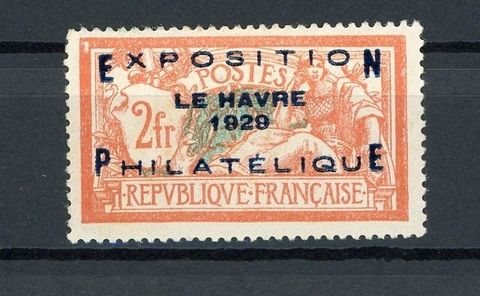 EXPOSITION
POSTES
LE HAVRE
2fr
1929
PHILATÉLIQUE
REPVBLIQVE·FRANÇAISE